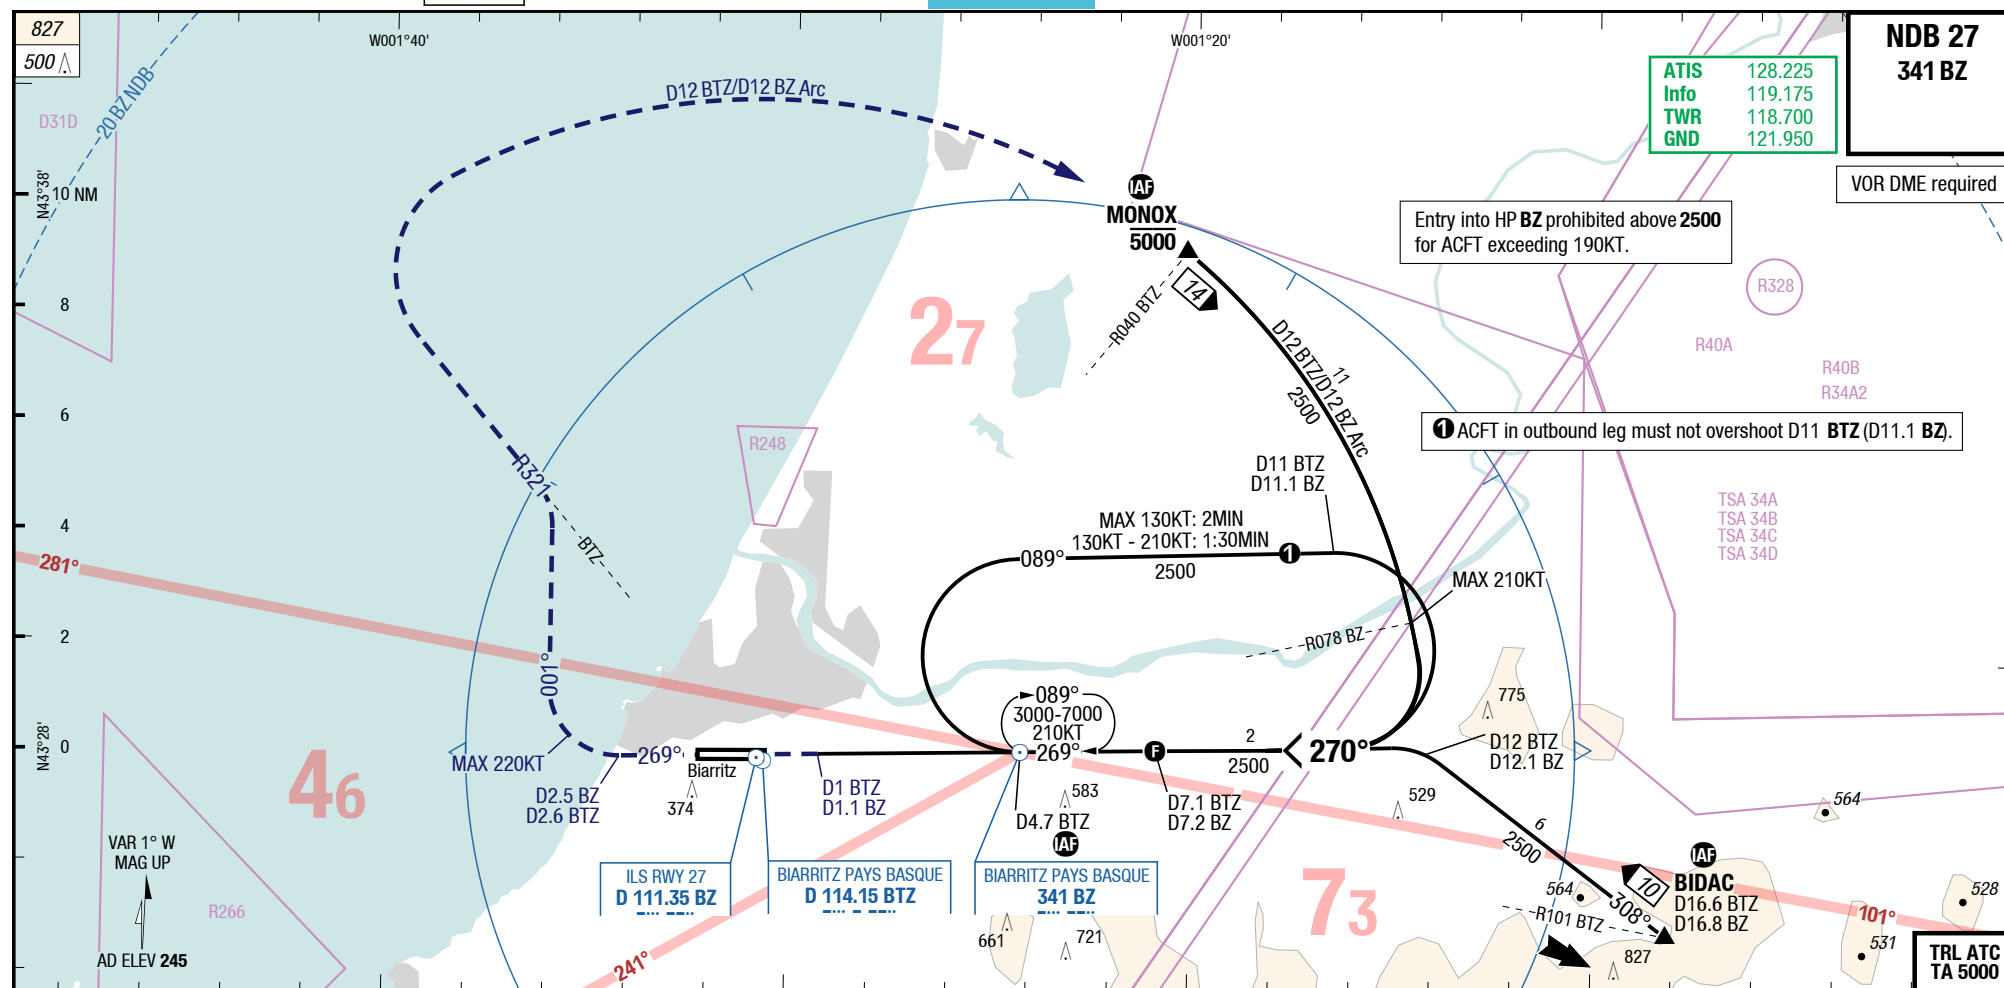 827
500
W001°40'
W001°20'
NDB 27
341 BZ
ATIS 128.225
Info 119.175
TWR 118.700
GND 121.950
VOR DME required
20 BZ NDB
D31D
D12 BTZ/D12 BZ Arc
N43°38'
10 NM
8
6
4
2
0
N43°28'
IAF
MONOX
5000
Entry into HP BZ prohibited above 2500
for ACFT exceeding 190KT.
R328
R40A
R40B
R34A2
R040 BTZ
14
27
D12 BTZ/D12 BZ Arc
11
2500
1 ACFT in outbound leg must not overshoot D11 BTZ (D11.1 BZ).
R248
R321
BTZ
D11 BTZ
D11.1 BZ
MAX 130KT: 2MIN
130KT - 210KT: 1:30MIN
089°
1
2500
TSA 34A
TSA 34B
TSA 34C
TSA 34D
281°
MAX 210KT
R078 BZ
001°
089°
3000-7000
210KT
269°
775
MAX 220KT
269°
Biarritz
374
F
2
2500
270°
D12 BTZ
D12.1 BZ
D2.5 BZ
D2.6 BTZ
D1 BTZ
D1.1 BZ
583
D4.7 BTZ
IAF
D7.1 BTZ
D7.2 BZ
529
564
46
VAR 1° W
MAG UP
R266
AD ELEV 245
ILS RWY 27
D 111.35 BZ
BIARRITZ PAYS BASQUE
D 114.15 BTZ
BIARRITZ PAYS BASQUE
341 BZ
6
2500
IAF
BIDAC
D16.6 BTZ
D16.8 BZ
10
564
308°
R101 BTZ
73
528
101°
531
661
721
827
241°
TRL ATC
TA 5000